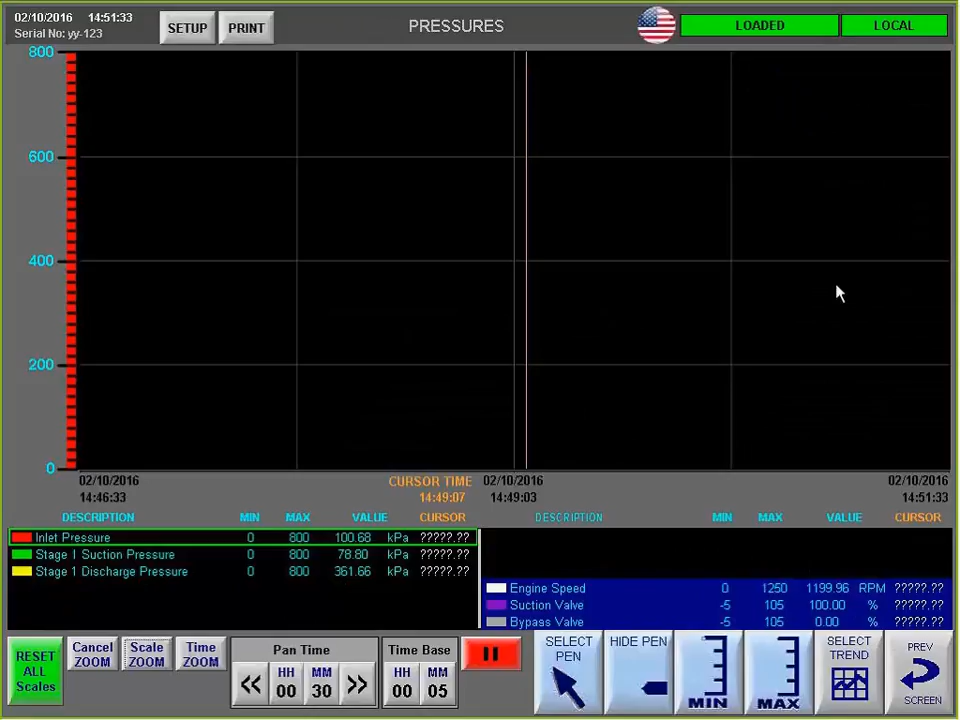 02/10/2016 14:51:33
Serial No: yy-123
SETUP
PRINT
PRESSURES
LOADED
LOCAL
800
600
400
200
0
02/10/2016
14:46:33
CURSOR TIME
14:49:07
02/10/2016
14:49:03
02/10/2016
14:51:33
DESCRIPTION MIN MAX VALUE CURSOR
Inlet Pressure 0 800 100.68 kPa ?????.??
Stage 1 Suction Pressure 0 800 78.80 kPa ?????.??
Stage 1 Discharge Pressure 0 800 361.66 kPa ?????.??
DESCRIPTION MIN MAX VALUE CURSOR
Engine Speed 0 1250 1199.96 RPM ?????.??
Suction Valve -5 105 100.00 % ?????.??
Bypass Valve -5 105 0.00 % ?????.??
RESET
ALL
Scales
Cancel
ZOOM
Scale
ZOOM
Time
ZOOM
Pan Time
<<
HH
00
MM
30
>>
Time Base
HH
00
MM
05
SELECT
PEN
HIDE PEN
MIN
MAX
SELECT
TREND
PREV
SCREEN